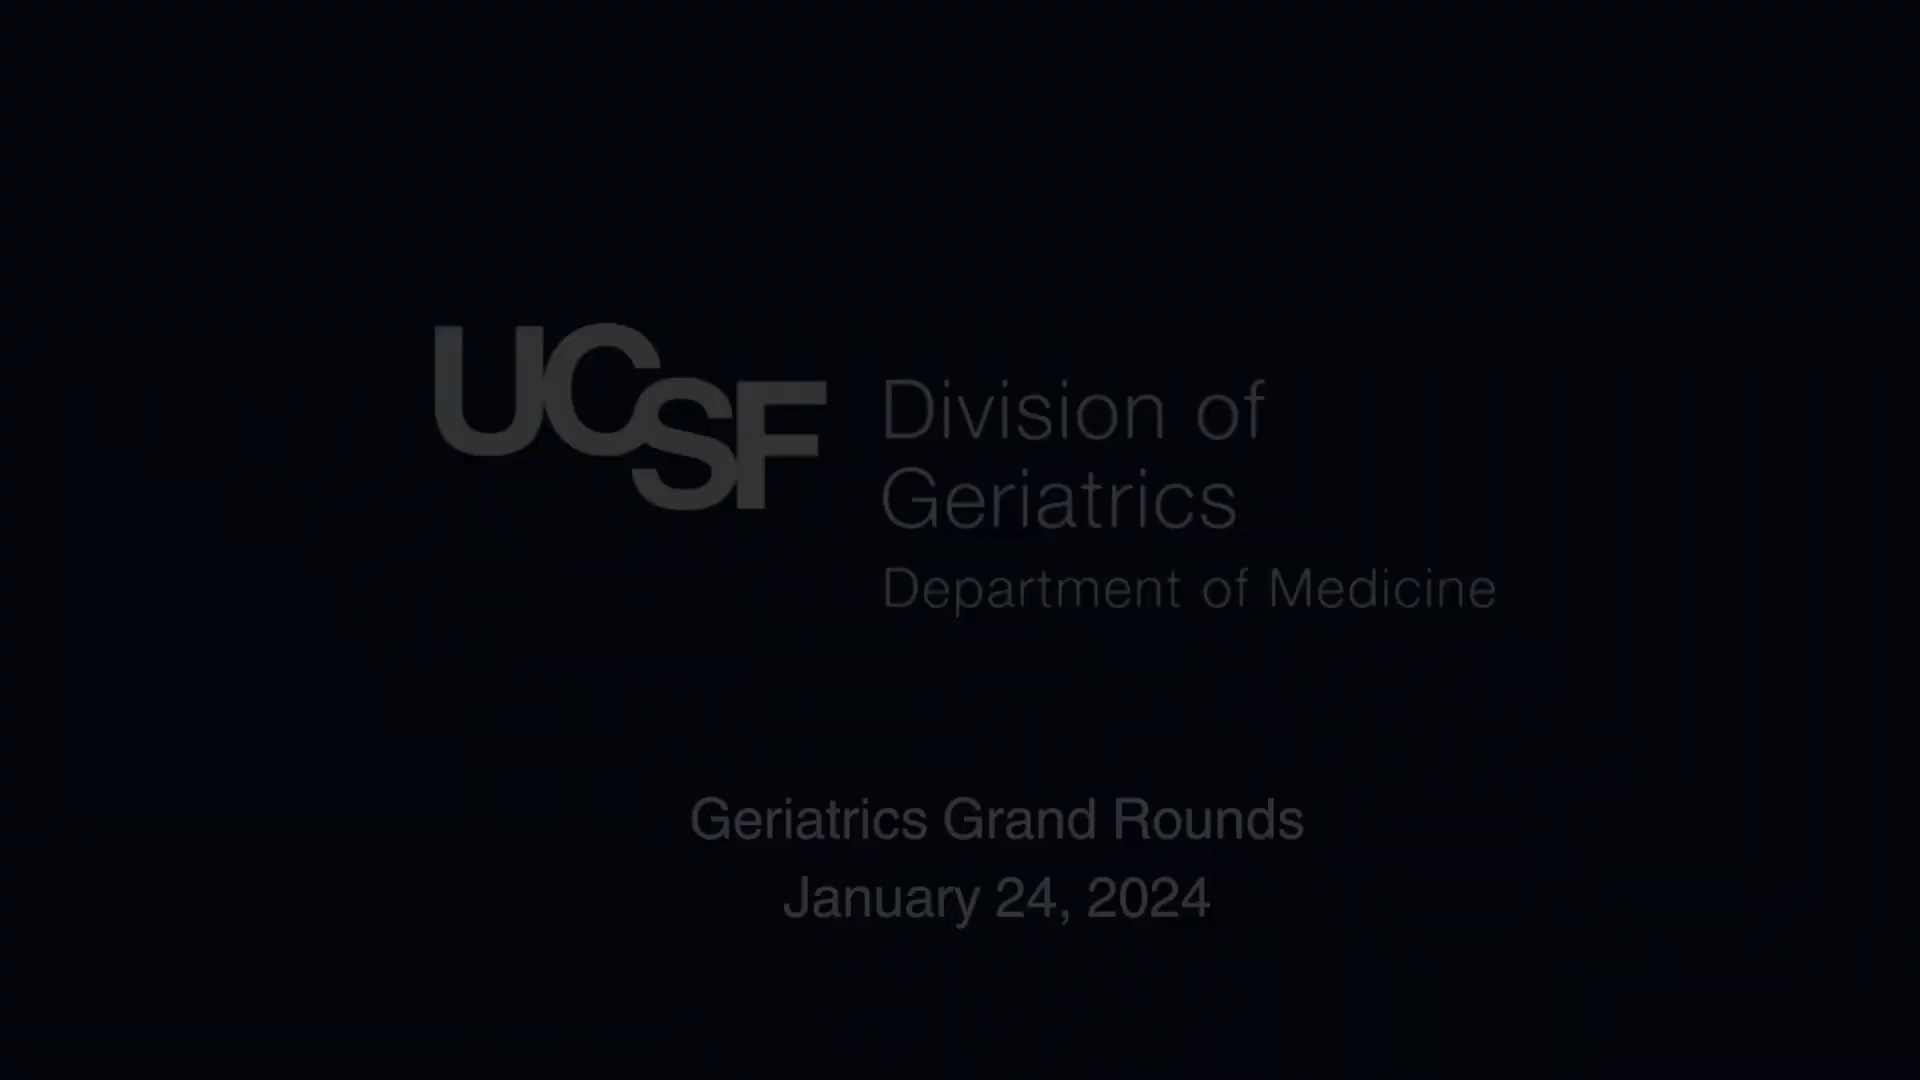 UCSF
Division of
Geriatrics
Department of Medicine
Geriatrics Grand Rounds
January 24, 2024